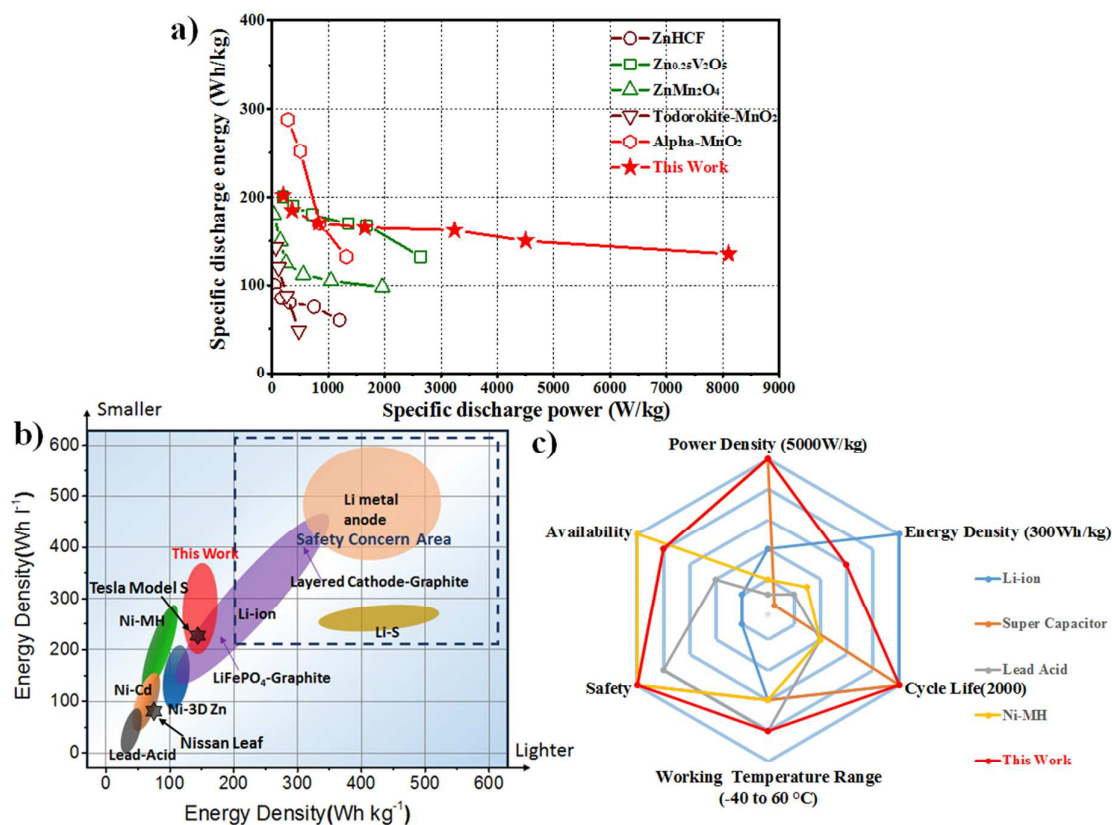 a)
400
300
200
100
0
Specific discharge energy (Wh/kg)
ZnHCF
Zn₀.₂₅V₂O₅
ZnMn₂O₄
Todorokite-MnO₂
Alpha-MnO₂
This Work
0 1000 2000 3000 4000 5000 6000 7000 8000 9000
Specific discharge power (W/kg)
b)
Smaller
600
500
400
300
200
100
0
Energy Density(Wh l⁻¹)
Li metal
anode
Safety Concern Area
This Work
Layered Cathode-Graphite
Tesla Model S
Ni-MH
Li-ion
Li-S
LiFePO₄-Graphite
Ni-Cd
Ni-3D Zn
Nissan Leaf
Lead-Acid
Lighter
0 100 200 300 400 500 600
Energy Density(Wh kg⁻¹)
c)
Power Density (5000W/kg)
Availability
Energy Density (300Wh/kg)
Safety
Cycle Life(2000)
Working Temperature Range
(-40 to 60 °C)
Li-ion
Super Capacitor
Lead Acid
Ni-MH
This Work